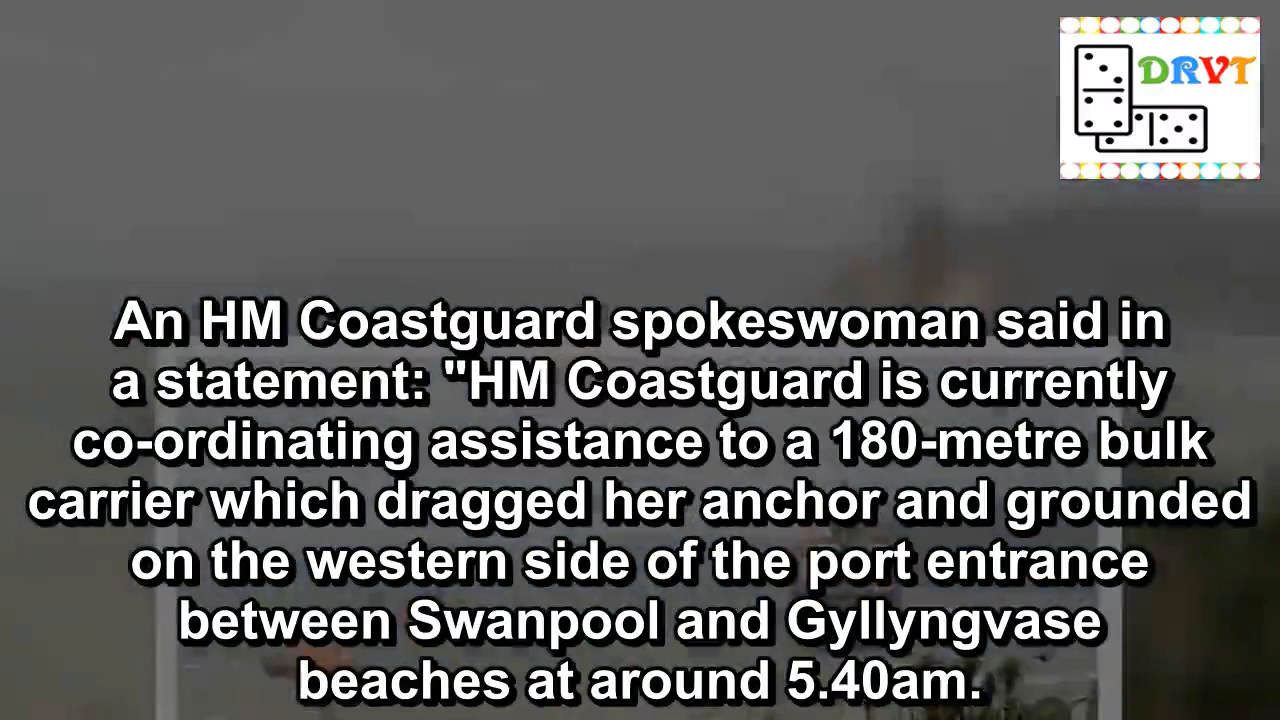 DRVT
An HM Coastguard spokeswoman said in
a statement: "HM Coastguard is currently
co-ordinating assistance to a 180-metre bulk
carrier which dragged her anchor and grounded
on the western side of the port entrance
between Swanpool and Gyllyngvase
beaches at around 5.40am.